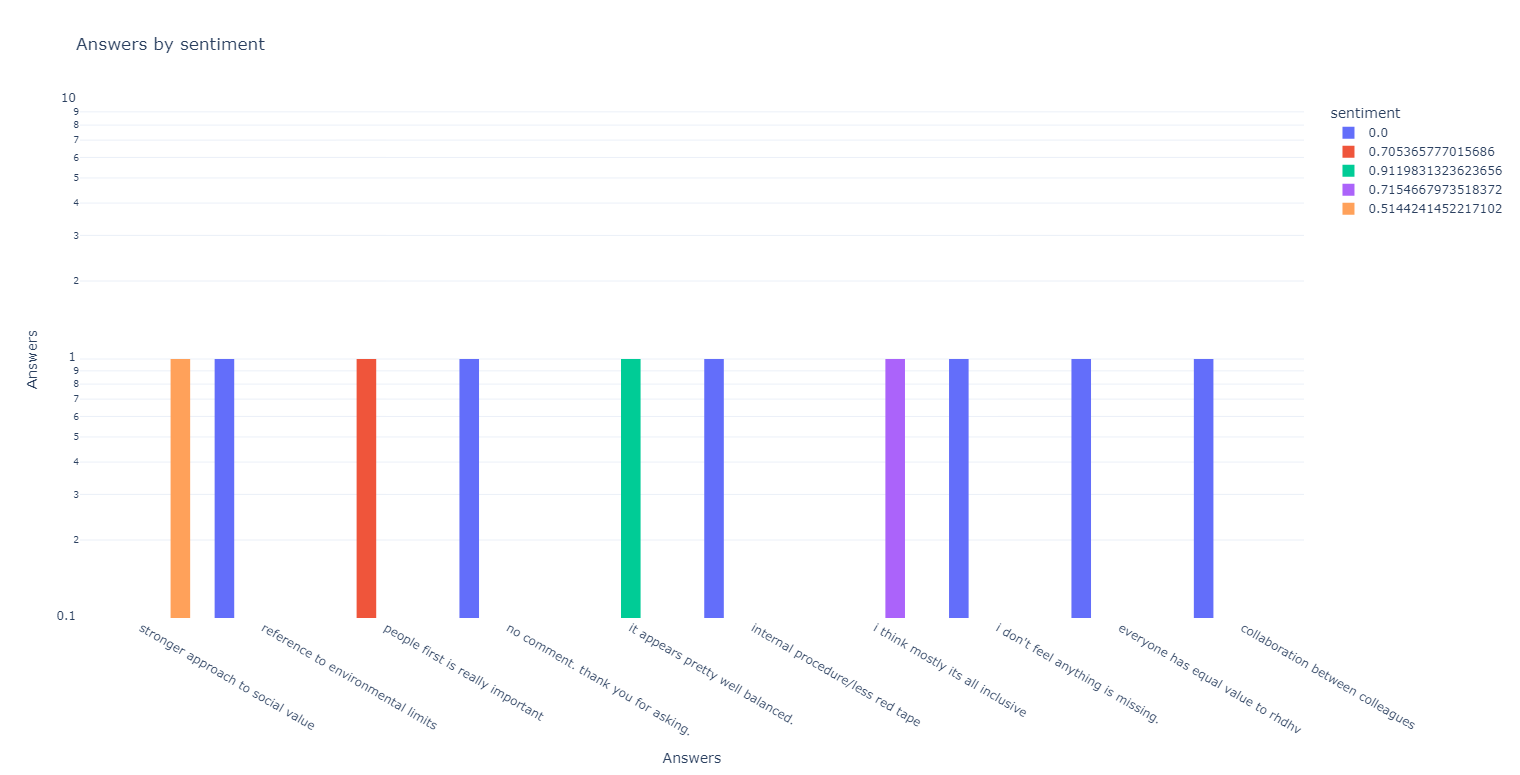 Answers by sentiment
10
9
8
7
6
5
4
3
2
1
9
8
7
6
5
4
3
2
0.1
Answers
stronger approach to social value
reference to environmental limits
people first is really important
no comment. thank you for asking.
it appears pretty well balanced.
internal procedure/less red tape
i think mostly its all inclusive
i don't feel anything is missing.
everyone has equal value to rhdhv
collaboration between colleagues
Answers
sentiment
0.0
0.705365777015686
0.9119831323623656
0.7154667973518372
0.5144241452217102